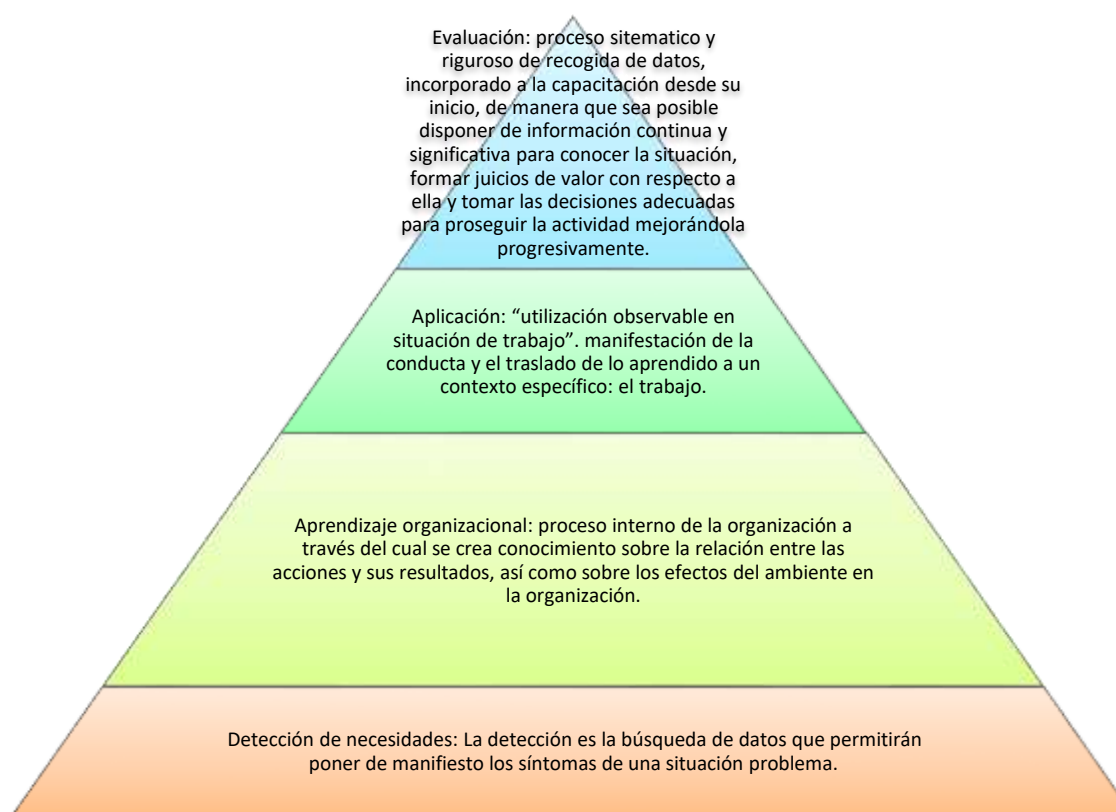 Evaluación: proceso sitematico y
riguroso de recogida de datos,
incorporado a la capacitación desde su
inicio, de manera que sea posible
disponer de información continua y
significativa para conocer la situación,
formar juicios de valor con respecto a
ella y tomar las decisiones adecuadas
para proseguir la actividad mejorándola
progresivamente.
Aplicación: “utilización observable en
situación de trabajo”. manifestación de la
conducta y el traslado de lo aprendido a un
contexto específico: el trabajo.
Aprendizaje organizacional: proceso interno de la organización a
través del cual se crea conocimiento sobre la relación entre las
acciones y sus resultados, así como sobre los efectos del ambiente en
la organización.
Detección de necesidades: La detección es la búsqueda de datos que permitirán
poner de manifiesto los síntomas de una situación problema.